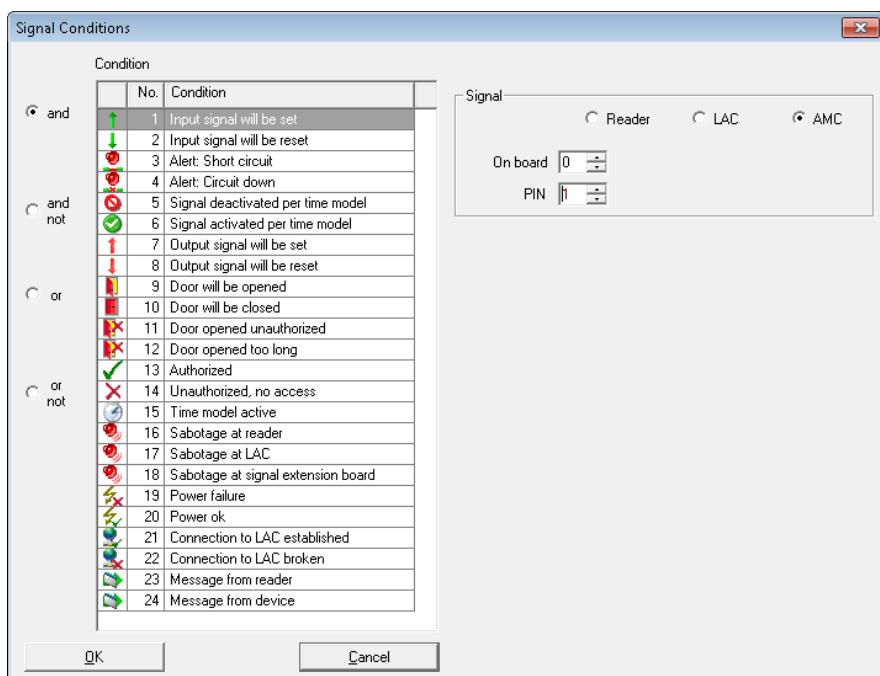 Signal Conditions
Condition
and
and
not
or
or
not
No. Condition
1 Input signal will be set
2 Input signal will be reset
3 Alert: Short circuit
4 Alert: Circuit down
5 Signal deactivated per time model
6 Signal activated per time model
7 Output signal will be set
8 Output signal will be reset
9 Door will be opened
10 Door will be closed
11 Door opened unauthorized
12 Door opened too long
13 Authorized
14 Unauthorized, no access
15 Time model active
16 Sabotage at reader
17 Sabotage at LAC
18 Sabotage at signal extension board
19 Power failure
20 Power ok
21 Connection to LAC established
22 Connection to LAC broken
23 Message from reader
24 Message from device
Signal
Reader LAC AMC
On board 0
PIN 1
OK Cancel